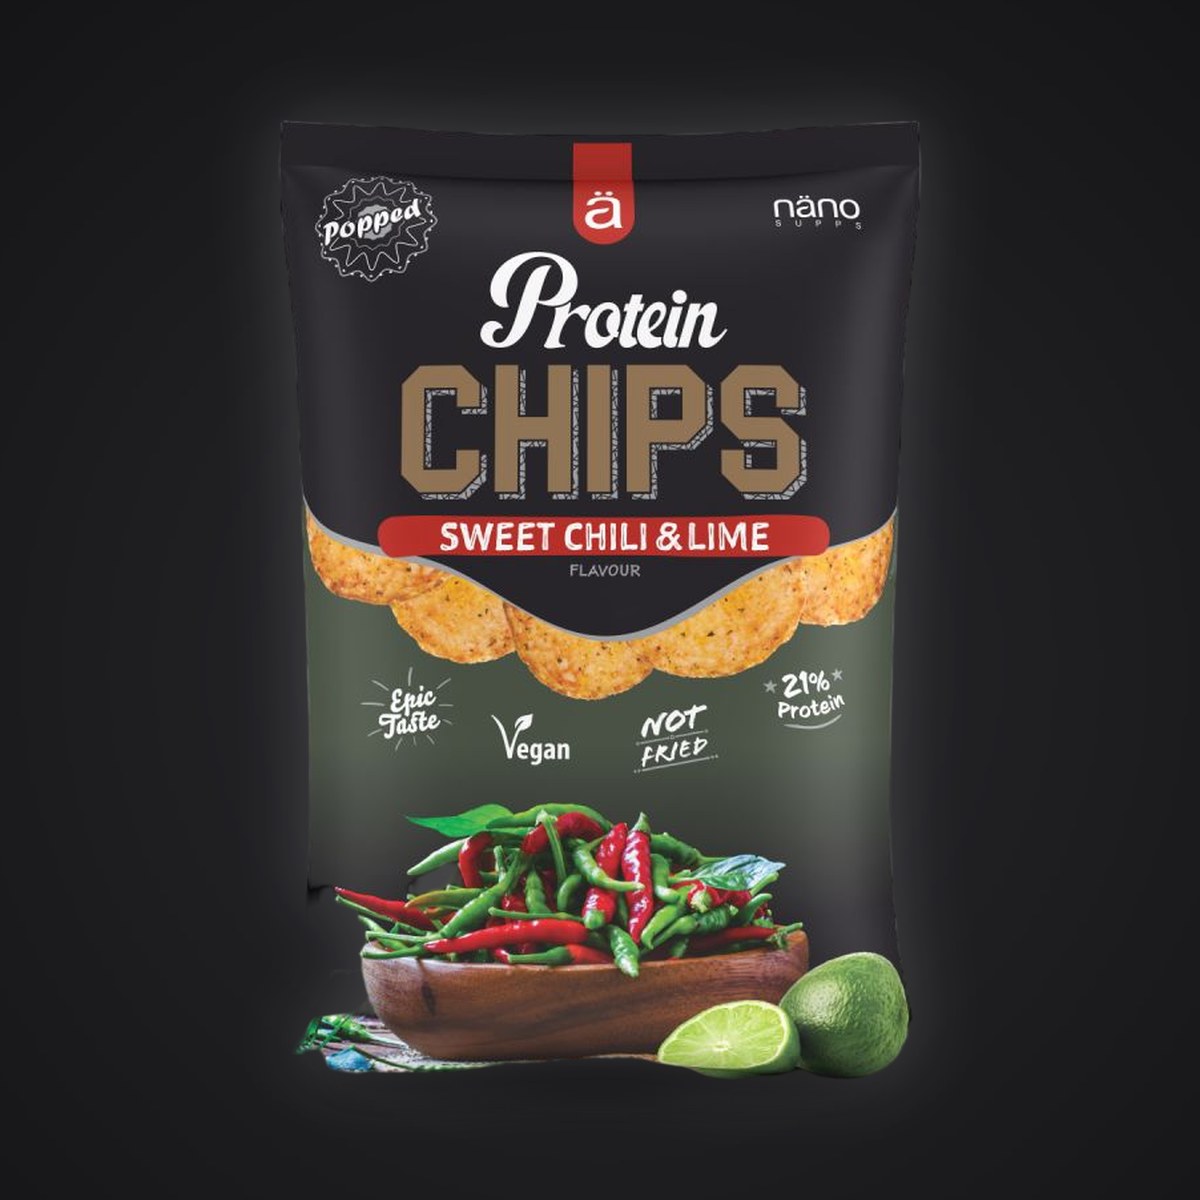 Popped
ä
näno
SUPPS
Protein
CHIPS
SWEET CHILI & LIME
FLAVOUR
Epic
Taste
Vegan
NOT
FRIED
21%
Protein